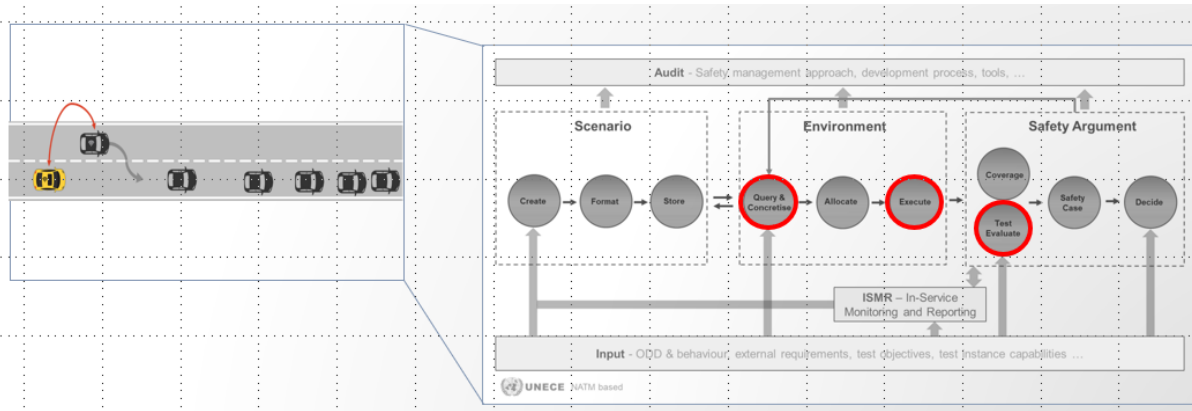 Audit - Safety management approach, development process, tools, ...
Scenario
Environment
Safety Argument
Create
Format
Store
Query &
Concretise
Allocate
Execute
Coverage
Test
Evaluate
Safety
Case
Decide
ISMR – In-Service
Monitoring and Reporting
Input - ODD & behaviour, external requirements, test objectives, test instance capabilities ...
UNECE NATM based